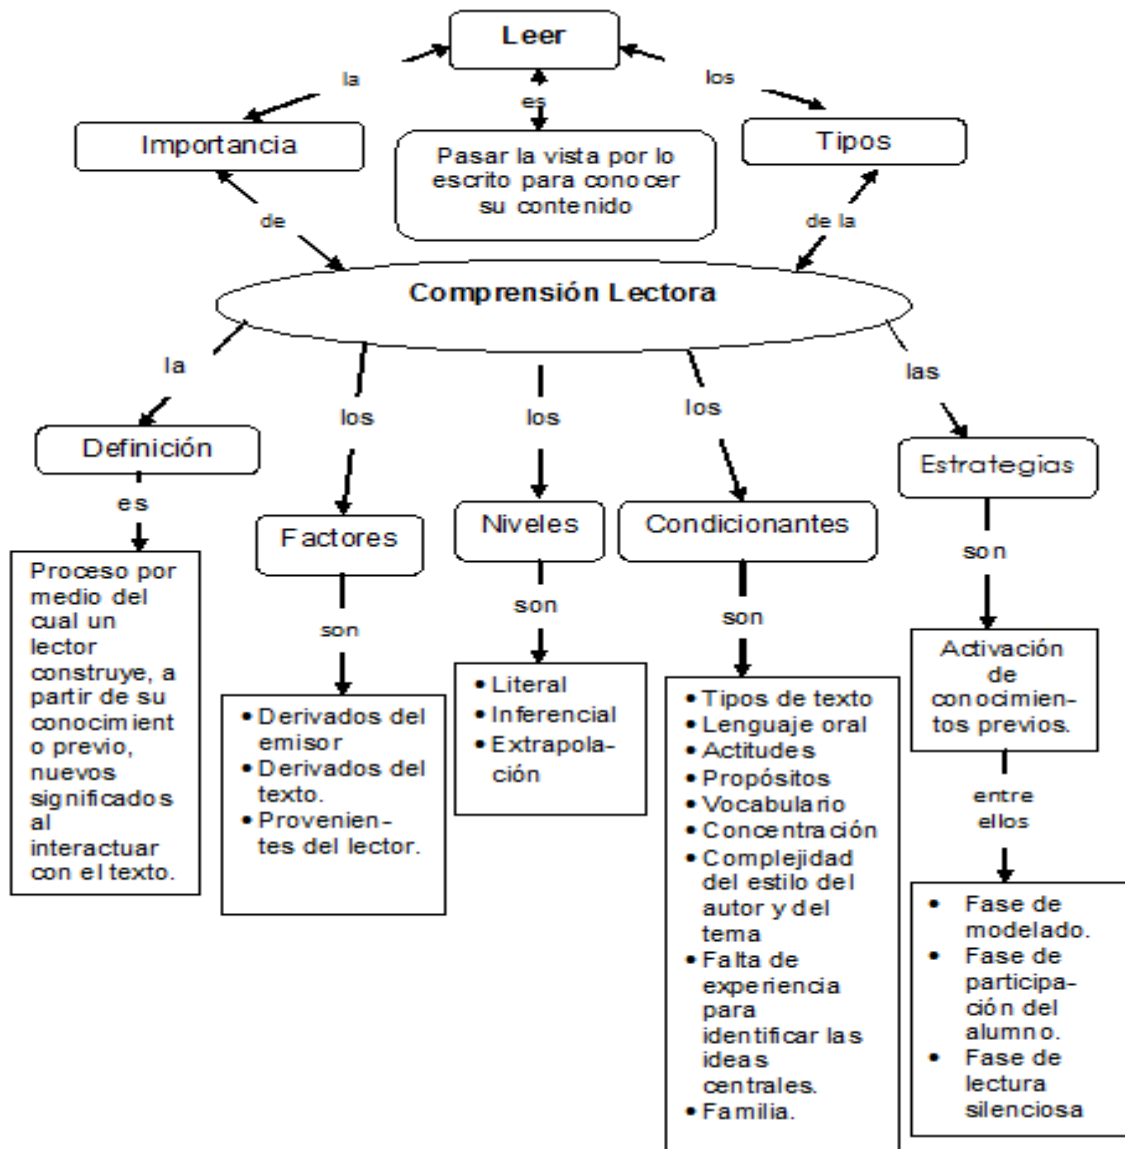 Leer
la
es
los
Importancia
Pasar la vista por lo
escrito para conocer
su contenido
Tipos
de
de la
Comprensión Lectora
la
los
los
los
las
Definición
es
Proceso por
medio del
cual un
lector
construye, a
partir de su
conocimient
o previo,
nuevos
significados
al
interactuar
con el texto.
Factores
son
• Derivados del
emisor
• Derivados del
texto.
• Provenien-
tes del lector.
Niveles
son
• Literal
• Inferencial
• Extrapola-
ción
Condicionantes
son
• Tipos de texto
• Lenguaje oral
• Actitudes
• Propósitos
• Vocabulario
• Concentración
• Complejidad
del estilo del
autor y del
tema
• Falta de
experiencia
para
identificar las
ideas
centrales.
• Familia.
Estrategias
son
Activación
de
conocimien-
tos previos.
entre
ellos
• Fase de
modelado.
• Fase de
participa-
ción del
alumno.
• Fase de
lectura
silenciosa